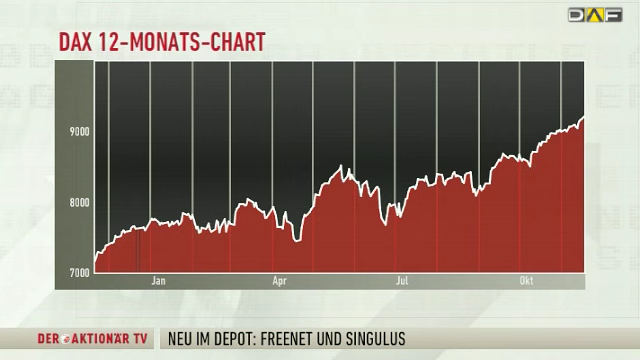 DAF
DAX 12-MONATS-CHART
9000
8000
7000
Jan Apr Jul Okt
DER AKTIONÄR TV NEU IM DEPOT: FREENET UND SINGULUS